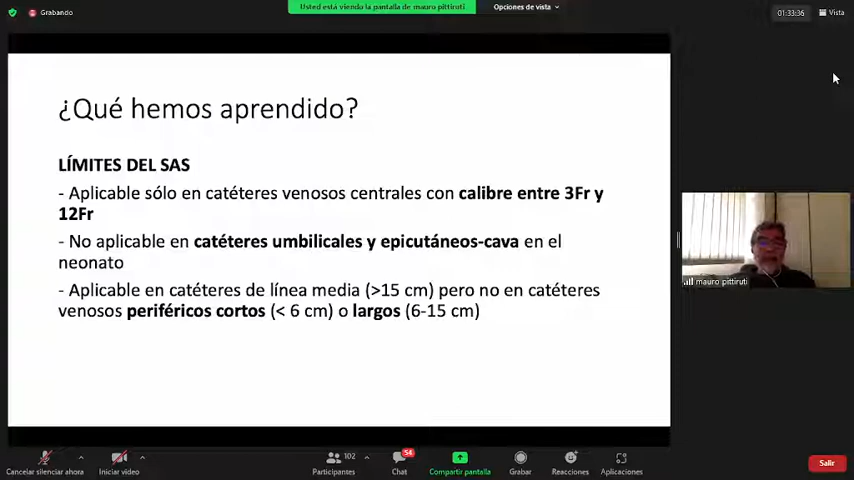 Grabando
Usted está viendo la pantalla de mauro pittiruti
Opciones de vista
01:33:36
Vista
¿Qué hemos aprendido?
LÍMITES DEL SAS
- Aplicable sólo en catéteres venosos centrales con calibre entre 3Fr y
12Fr
- No aplicable en catéteres umbilicales y epicutáneos-cava en el
neonato
- Aplicable en catéteres de línea media (>15 cm) pero no en catéteres
venosos periféricos cortos (< 6 cm) o largos (6-15 cm)
mauro pittiruti
Cancelar silenciar ahora
Iniciar video
102
Participantes
54
Chat
Compartir pantalla
Grabar
Reacciones
Aplicaciones
Salir